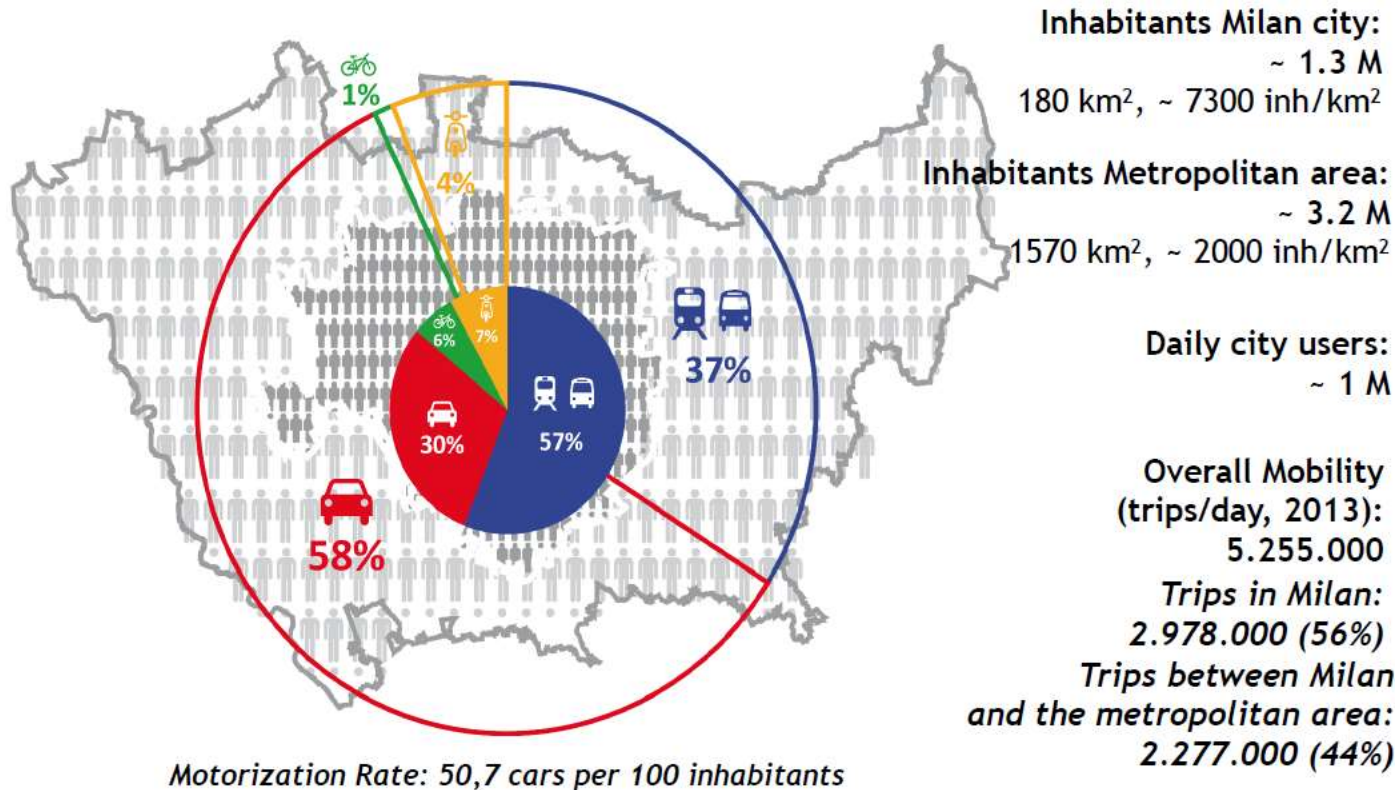 1%
4%
37%
7%
6%
30%
57%
58%
Inhabitants Milan city:
~ 1.3 M
180 km², ~ 7300 inh/km²
Inhabitants Metropolitan area:
~ 3.2 M
1570 km², ~ 2000 inh/km²
Daily city users:
~ 1 M
Overall Mobility
(trips/day, 2013):
5.255.000
Trips in Milan:
2.978.000 (56%)
Trips between Milan
and the metropolitan area:
2.277.000 (44%)
Motorization Rate: 50,7 cars per 100 inhabitants